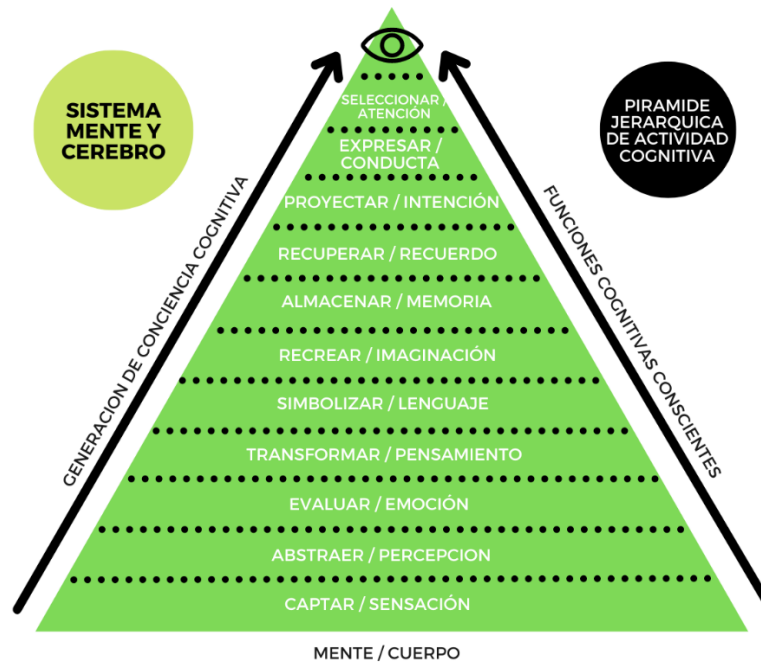 SISTEMA
MENTE Y
CEREBRO
PIRAMIDE
JERARQUICA
DE ACTIVIDAD
COGNITIVA
GENERACION DE CONCIENCIA COGNITIVA
FUNCIONES COGNITIVAS CONSCIENTES
SELECCIONAR /
ATENCIÓN
EXPRESAR /
CONDUCTA
PROYECTAR / INTENCIÓN
RECUPERAR / RECUERDO
ALMACENAR / MEMORIA
RECREAR / IMAGINACIÓN
SIMBOLIZAR / LENGUAJE
TRANSFORMAR / PENSAMIENTO
EVALUAR / EMOCIÓN
ABSTRAER / PERCEPCION
CAPTAR / SENSACIÓN
MENTE / CUERPO